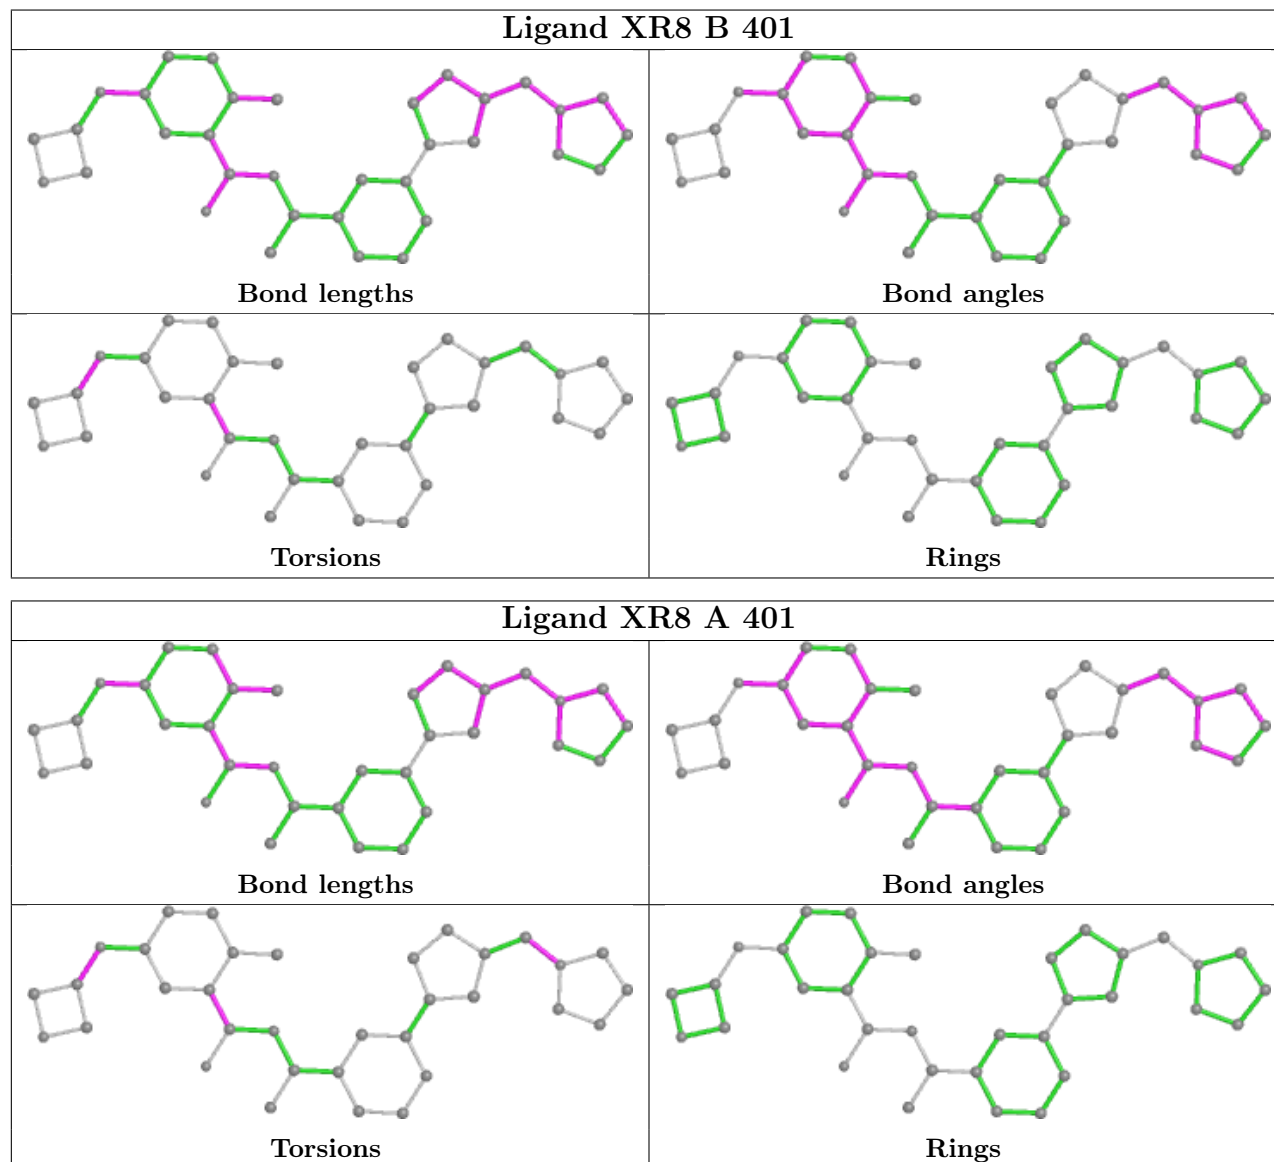 Ligand XR8 B 401
Bond lengths
Bond angles
Torsions
Rings
Ligand XR8 A 401
Bond lengths
Bond angles
Torsions
Rings